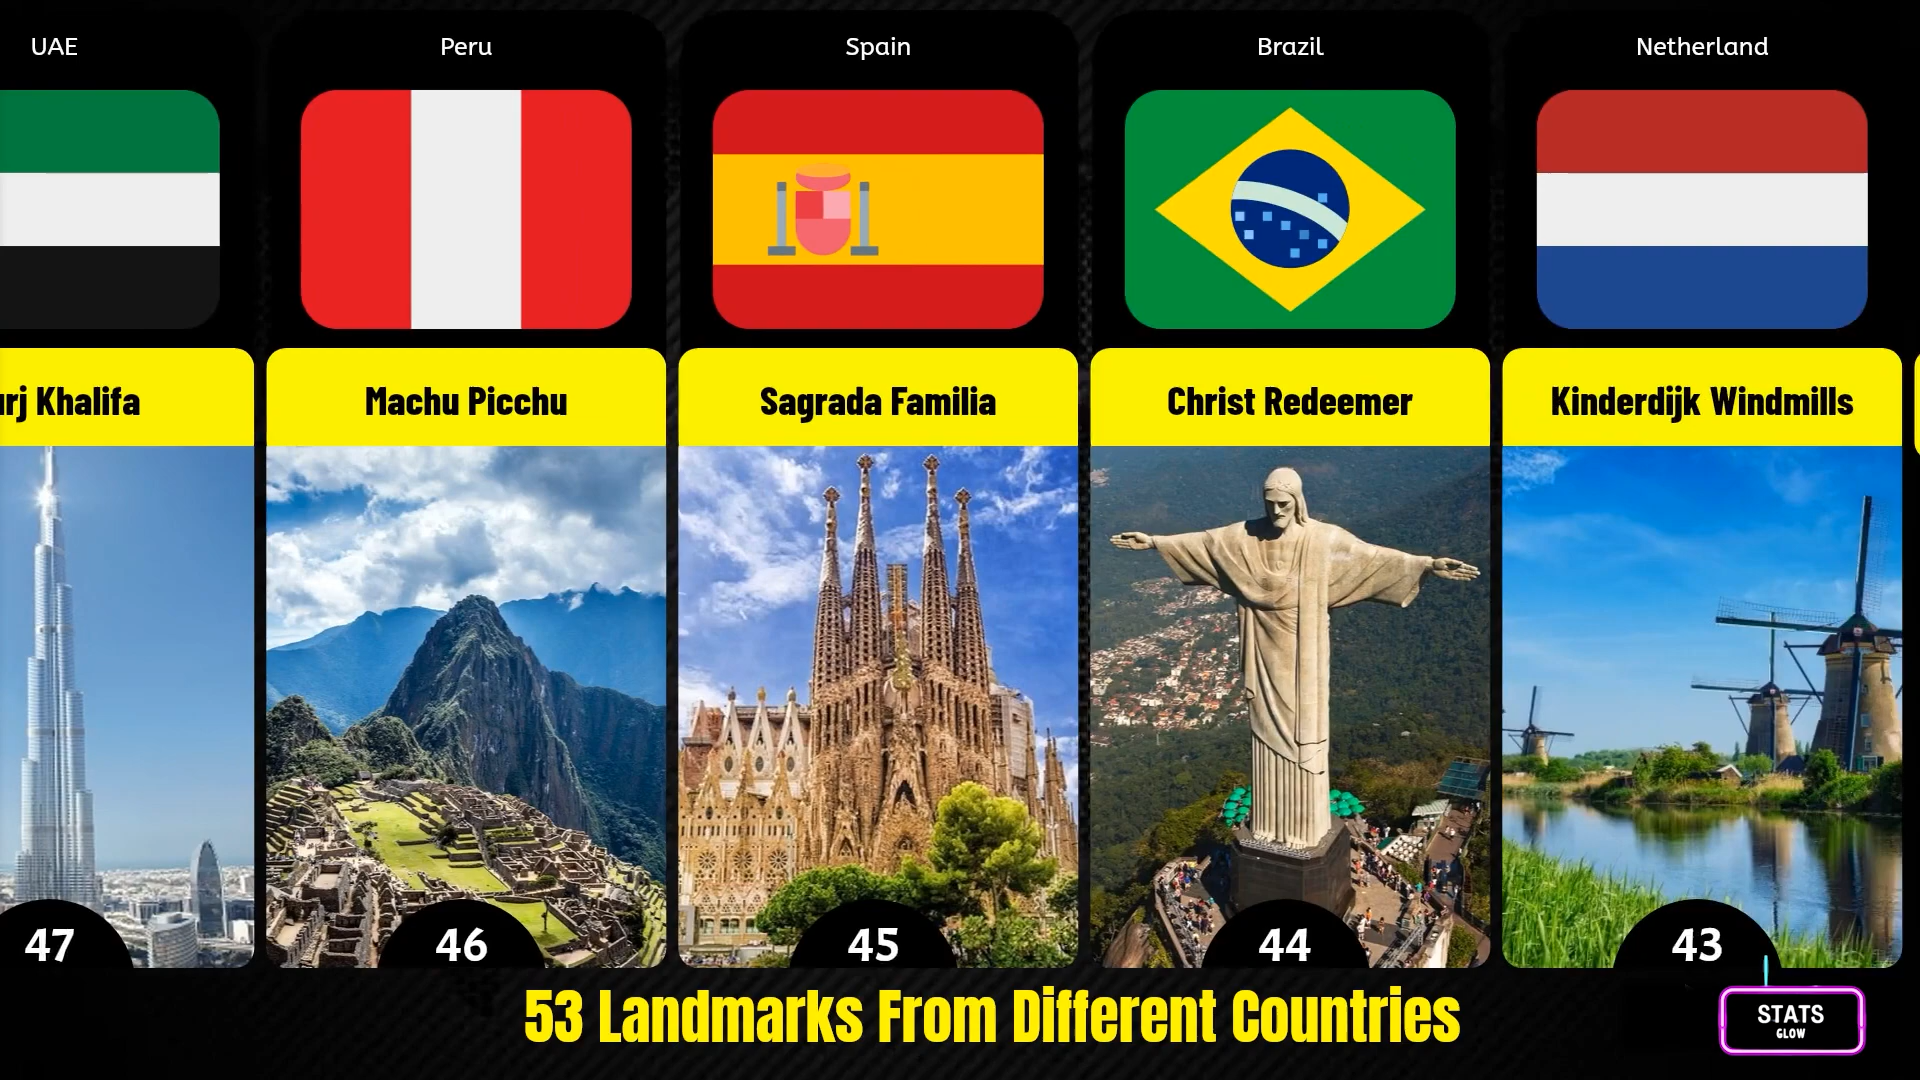 UAE
Peru
Spain
Brazil
Netherland
urj Khalifa
Machu Picchu
Sagrada Familia
Christ Redeemer
Kinderdijk Windmills
47
46
45
44
43
53 Landmarks From Different Countries
STATS
GLOW